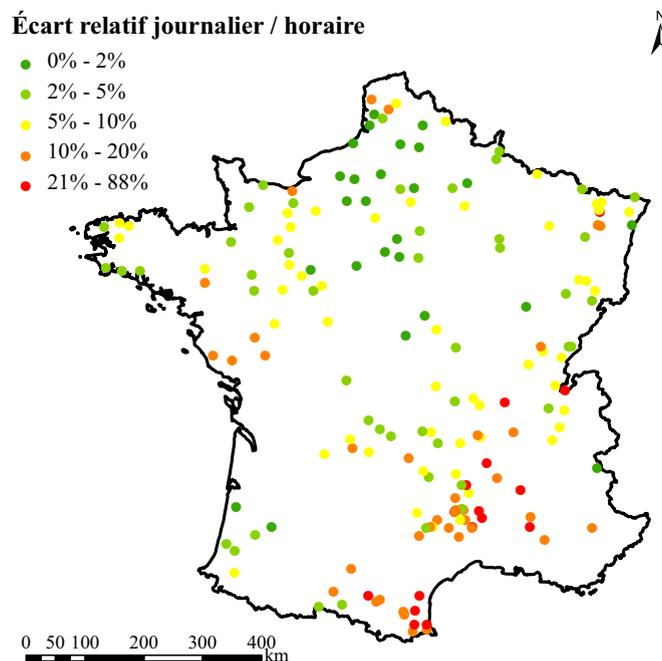 Écart relatif journalier / horaire
N
0% - 2%
2% - 5%
5% - 10%
10% - 20%
21% - 88%
0 50 100 200 300 400
km